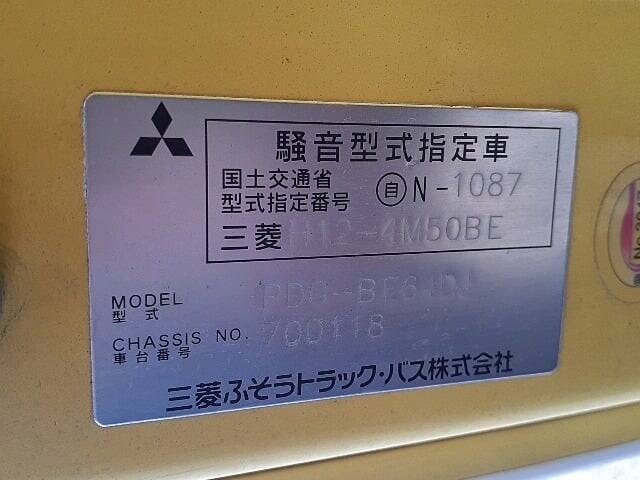 騒音型式指定車
国土交通省
型式指定番号 自 N-1087
三菱 H12-4M50BE
MODEL
型式 PDG-BE64DJ
CHASSIS NO. 700118
車台番号
三菱ふそうトラック・バス株式会社